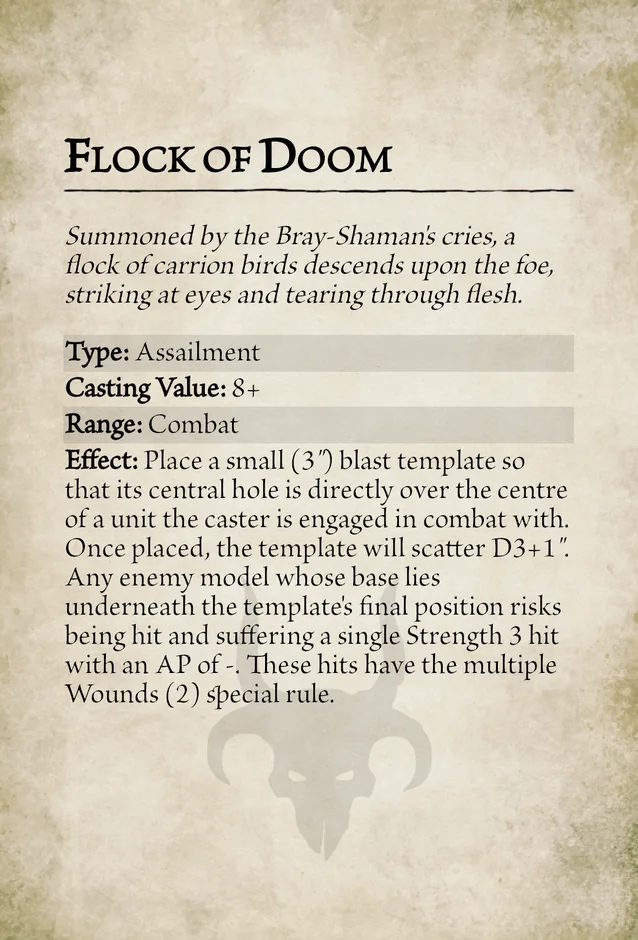 Flock of Doom
Summoned by the Bray-Shaman's cries, a
flock of carrion birds descends upon the foe,
striking at eyes and tearing through flesh.
Type: Assailment
Casting Value: 8+
Range: Combat
Effect: Place a small (3") blast template so
that its central hole is directly over the centre
of a unit the caster is engaged in combat with.
Once placed, the template will scatter D3+1".
Any enemy model whose base lies
underneath the template's final position risks
being hit and suffering a single Strength 3 hit
with an AP of -. These hits have the multiple
Wounds (2) special rule.